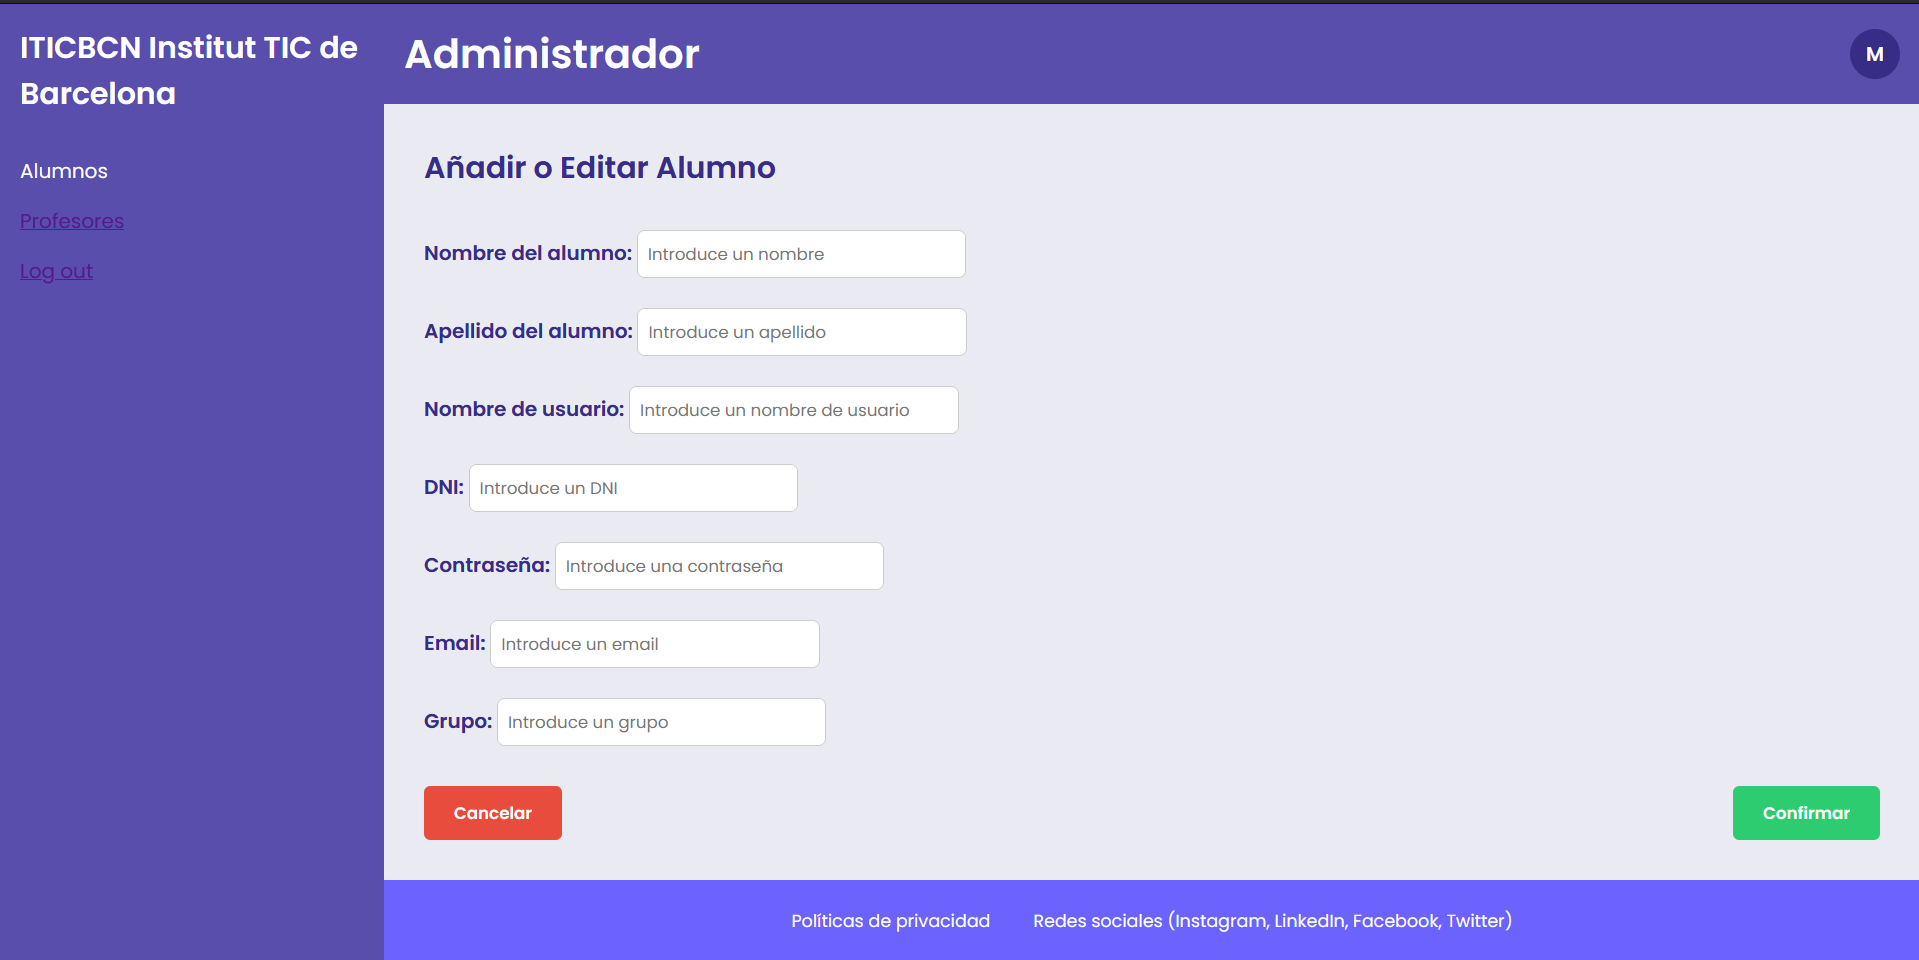 ITICBCN Institut TIC de
Barcelona
Alumnos
Profesores
Log out
Administrador
M
Añadir o Editar Alumno
Nombre del alumno: Introduce un nombre
Apellido del alumno: Introduce un apellido
Nombre de usuario: Introduce un nombre de usuario
DNI: Introduce un DNI
Contraseña: Introduce una contraseña
Email: Introduce un email
Grupo: Introduce un grupo
Cancelar
Confirmar
Políticas de privacidad
Redes sociales (Instagram, LinkedIn, Facebook, Twitter)